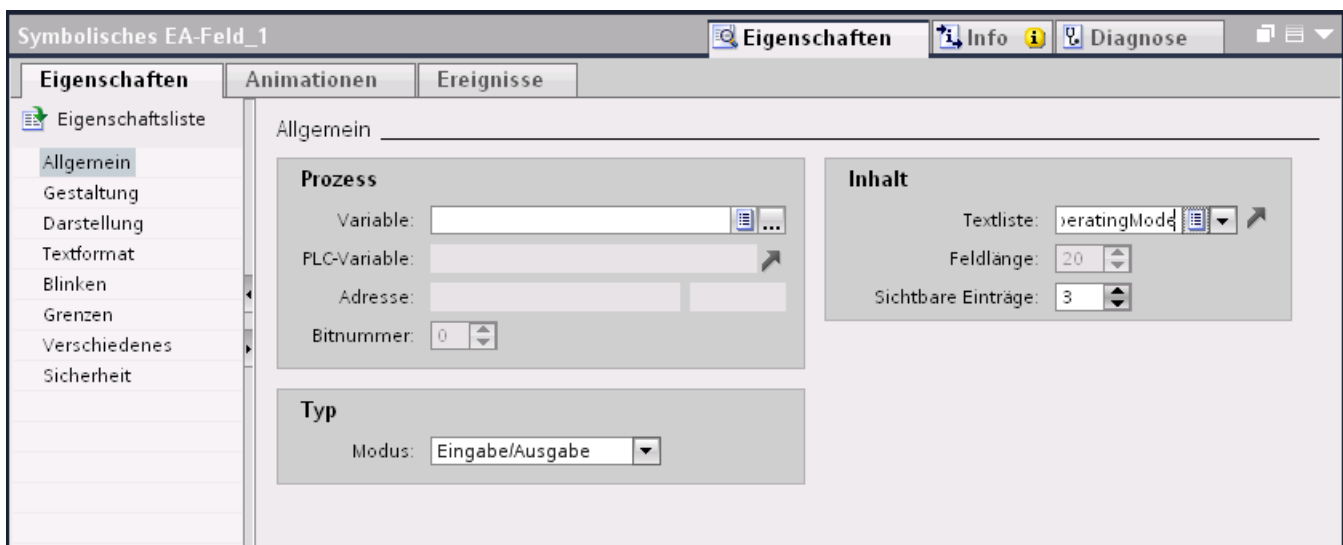 Symbolisches EA-Feld_1
Eigenschaften
Info
Diagnose
Eigenschaften
Animationen
Ereignisse
Eigenschaftsliste
Allgemein
Gestaltung
Darstellung
Textformat
Blinken
Grenzen
Verschiedenes
Sicherheit
Allgemein
Prozess
Variable:
...
PLC-Variable:
Adresse:
Bitnummer: 0
Typ
Modus: Eingabe/Ausgabe
Inhalt
Textliste: eratingMode
Feldlänge: 20
Sichtbare Einträge: 3